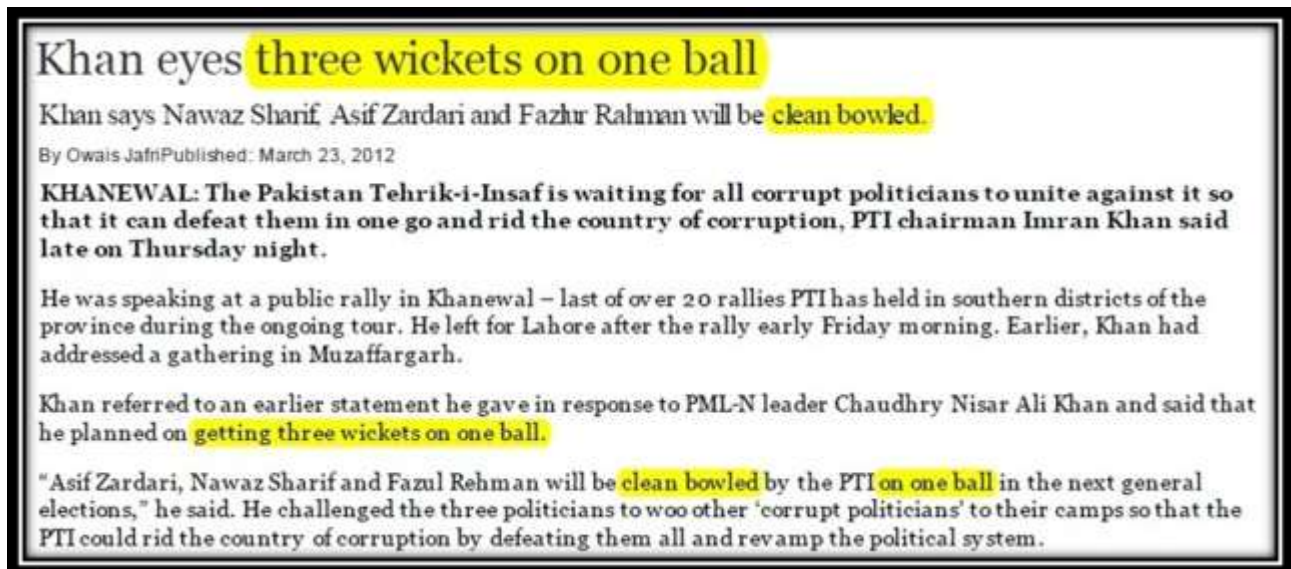 Khan eyes three wickets on one ball
Khan says Nawaz Sharif, Asif Zardari and Fazlur Rahman will be clean bowled.
By Owais JafriPublished: March 23, 2012
KHANEWAL: The Pakistan Tehrik-i-Insaf is waiting for all corrupt politicians to unite against it so
that it can defeat them in one go and rid the country of corruption, PTI chairman Imran Khan said
late on Thursday night.
He was speaking at a public rally in Khanewal – last of over 20 rallies PTI has held in southern districts of the
province during the ongoing tour. He left for Lahore after the rally early Friday morning. Earlier, Khan had
addressed a gathering in Muzaffargarh.
Khan referred to an earlier statement he gave in response to PML-N leader Chaudhry Nisar Ali Khan and said that
he planned on getting three wickets on one ball.
“Asif Zardari, Nawaz Sharif and Fazul Rehman will be clean bowled by the PTI on one ball in the next general
elections,” he said. He challenged the three politicians to woo other ‘corrupt politicians’ to their camps so that the
PTI could rid the country of corruption by defeating them all and revamp the political system.